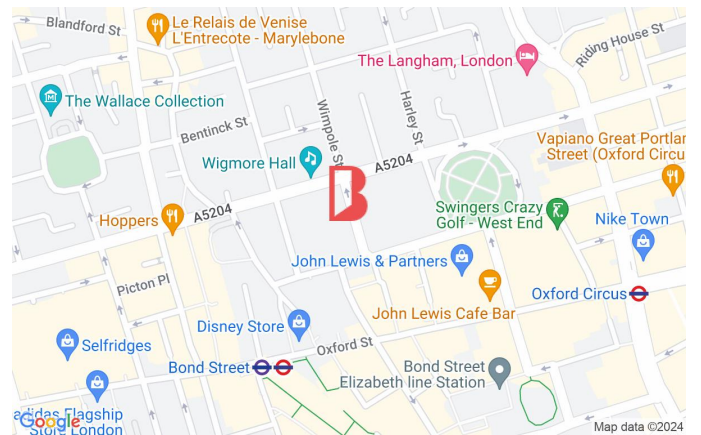 Blandford St
Le Relais de Venise
L'Entrecote - Marylebone
Riding House St
The Langham, London
The Wallace Collection
Wimpole St
Harley St
Bentinck St
Vapiano Great Portlan
Street (Oxford Circu
Wigmore Hall
A5204
B
Hoppers
A5204
Swingers Crazy
Golf - West End
Nike Town
John Lewis & Partners
Picton Pl
Oxford Circus
John Lewis Cafe Bar
Disney Store
Selfridges
Oxford St
Bond Street
Bond Street
Elizabeth line Station
adidas Flagship
Store London
Google
Map data ©2024